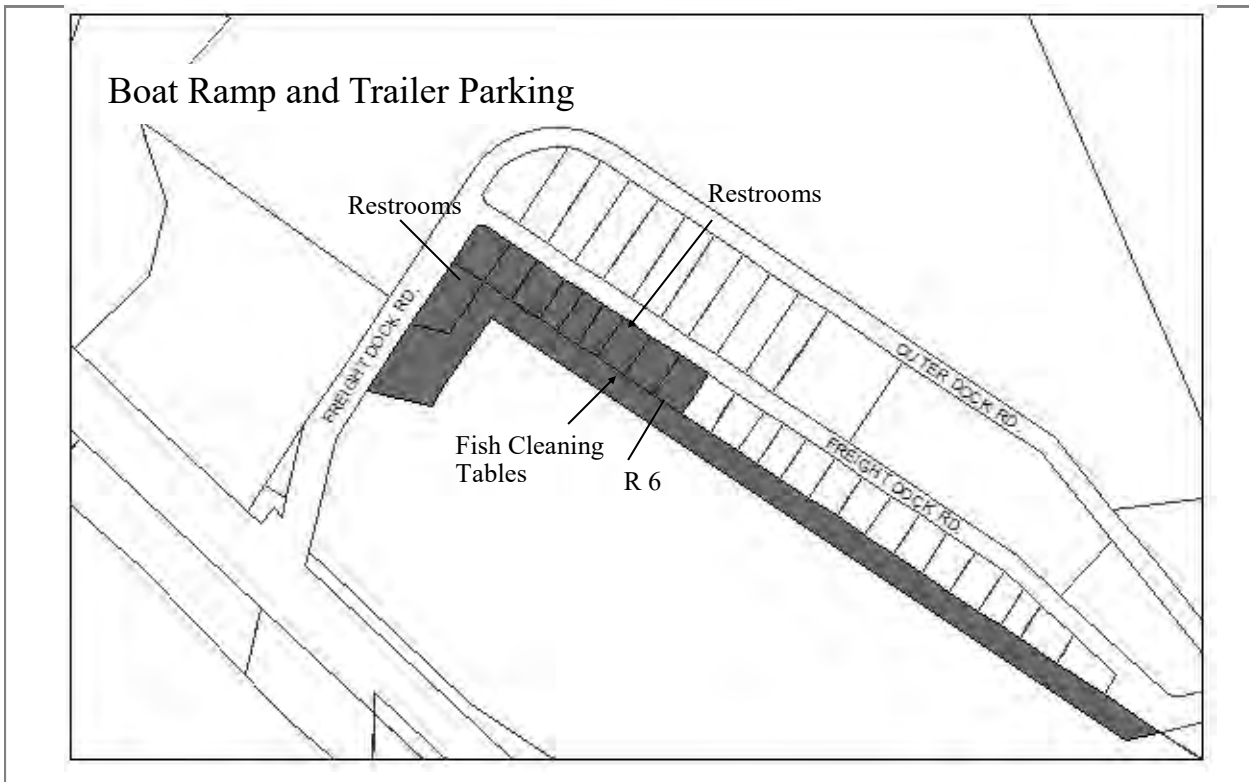 Boat Ramp and Trailer Parking
Restrooms
Restrooms
FREIGHT DOCK RD.
OUTER DOCK RD.
FREIGHT DOCK RD.
Fish Cleaning
Tables
R 6